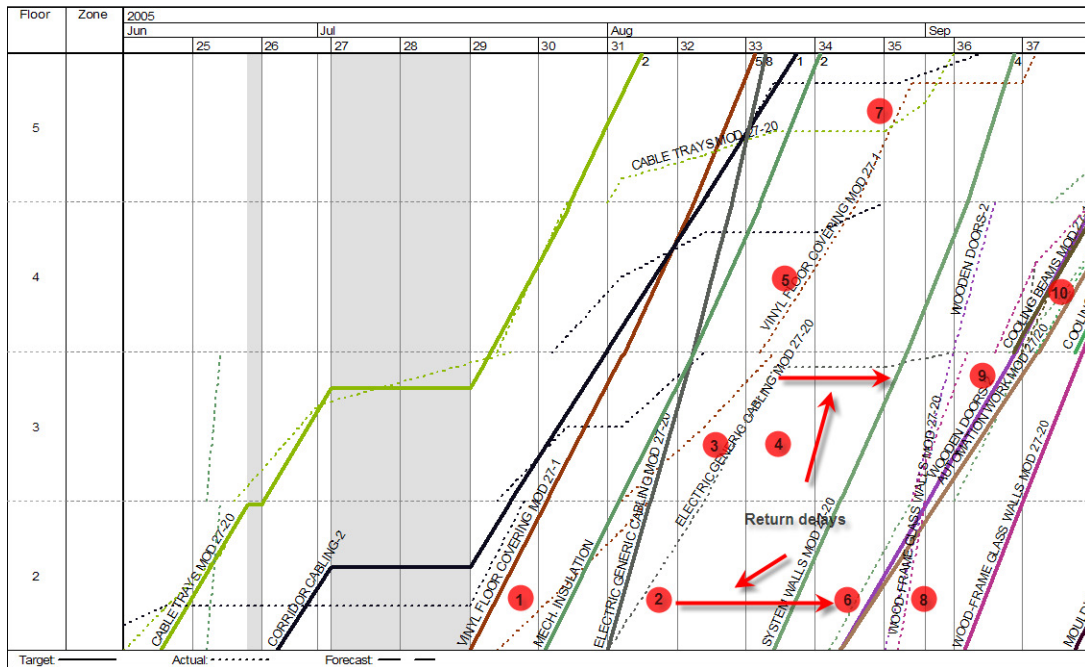 Floor Zone 2005
Jun Jul Aug Sep
25 26 27 28 29 30 31 32 33 34 35 36 37
2 5 8 1 2 4
5
7
CABLE TRAYS MOD 27-20
4
5
VINYL FLOOR COVERING MOD 27-1
WOODEN DOORS-2
COOLING BEAMS MOD 27-
10
3
3
4
9
ELECTRIC GENERIC CABLING MOD 27-20
WOODEN DOORS-
AUTOMATION WORK MOD 27-20
Return delays
2
1
2
6
8
CABLE TRAYS MOD 27-20
CORRIDOR CABLING-2
VINYL FLOOR COVERING MOD 27-1
MECH. INSULATION
ELECTRIC GENERIC CABLING MOD 27-20
SYSTEM WALLS MOD 27-20
WOOD-FRAME GLASS WALLS MOD 27-20
WOOD-FRAME GLASS WALLS MOD 27-20
MOULD
Target: Actual: Forecast: